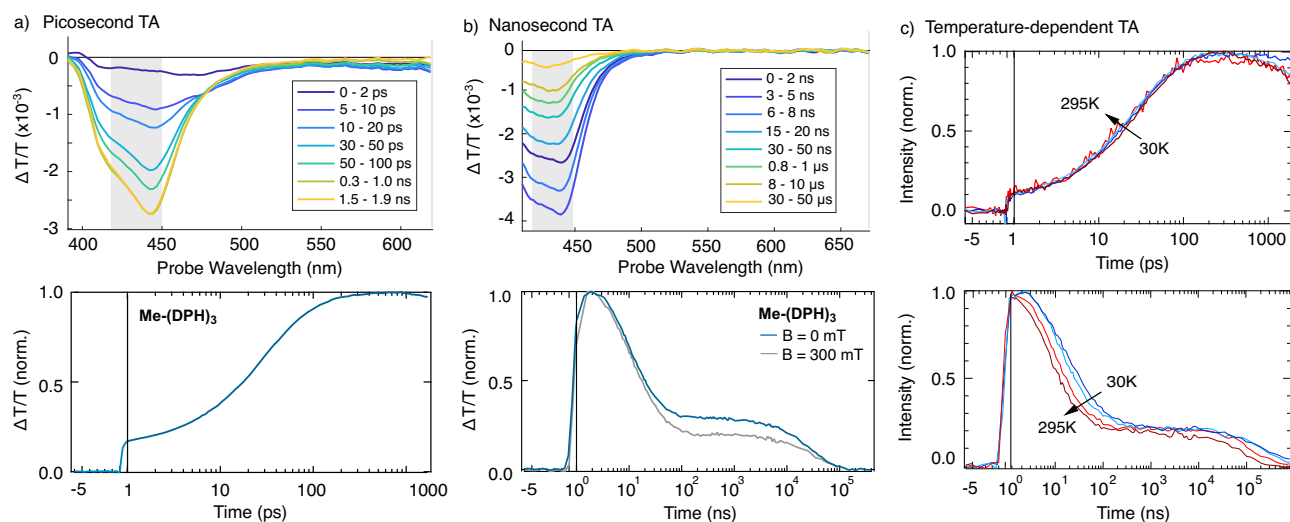 a) Picosecond TA
0
-1
-2
-3
Δ T/T (x10⁻³)
0 - 2 ps
5 - 10 ps
10 - 20 ps
30 - 50 ps
50 - 100 ps
0.3 - 1.0 ns
1.5 - 1.9 ns
400 450 500 550 600
Probe Wavelength (nm)
1.0
0.5
0.0
Δ T/T (norm.)
Me-(DPH)₃
-5 1 10 100 1000
Time (ps)
b) Nanosecond TA
0
-1
-2
-3
-4
Δ T/T (x10⁻³)
0 - 2 ns
3 - 5 ns
6 - 8 ns
15 - 20 ns
30 - 50 ns
0.8 - 1 µs
8 - 10 µs
30 - 50 µs
450 500 550 600 650
Probe Wavelength (nm)
1.0
0.5
0.0
Δ T/T (norm.)
Me-(DPH)₃
B = 0 mT
B = 300 mT
-5 10⁰ 10¹ 10² 10³ 10⁴ 10⁵
Time (ns)
c) Temperature-dependent TA
1.0
0.5
0.0
Intensity (norm.)
295K
30K
-5 1 10 100 1000
Time (ps)
1.0
0.5
0.0
Intensity (norm.)
30K
295K
-5 10⁰ 10¹ 10² 10³ 10⁴ 10⁵
Time (ns)